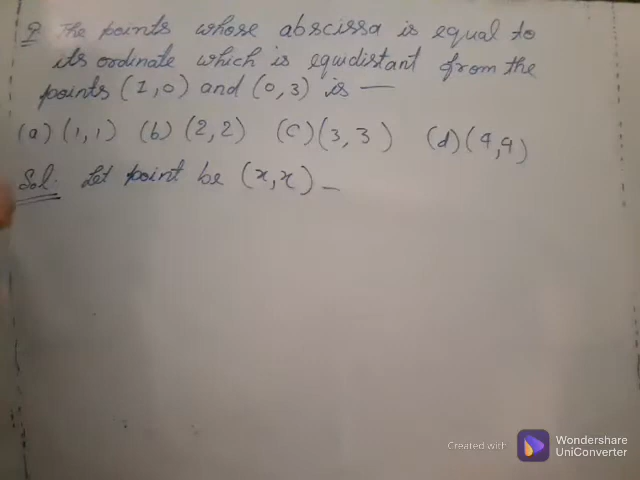 Q. The points whose abscissa is equal to
its ordinate which is equidistant from the
points (1,0) and (0,3) is —
(a) (1,1) (b) (2,2) (c) (3,3) (d) (4,4)
Sol. Let point be (x,x) –
Created with Wondershare UniConverter